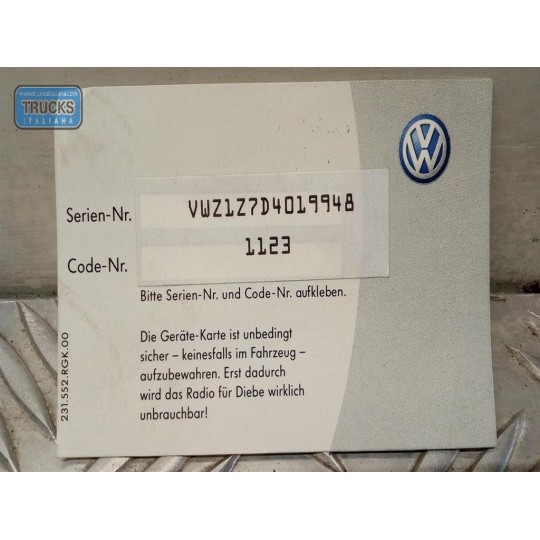 www.trucksitaliana.com
TRUCKS
ITALIANA
VW
Serien-Nr. VWZ1Z7D4019948
Code-Nr. 1123
Bitte Serien-Nr. und Code-Nr. aufkleben.
Die Geräte-Karte ist unbedingt
sicher – keinesfalls im Fahrzeug –
aufzubewahren. Erst dadurch
wird das Radio für Diebe wirklich
unbrauchbar!
231.552.RGK.00